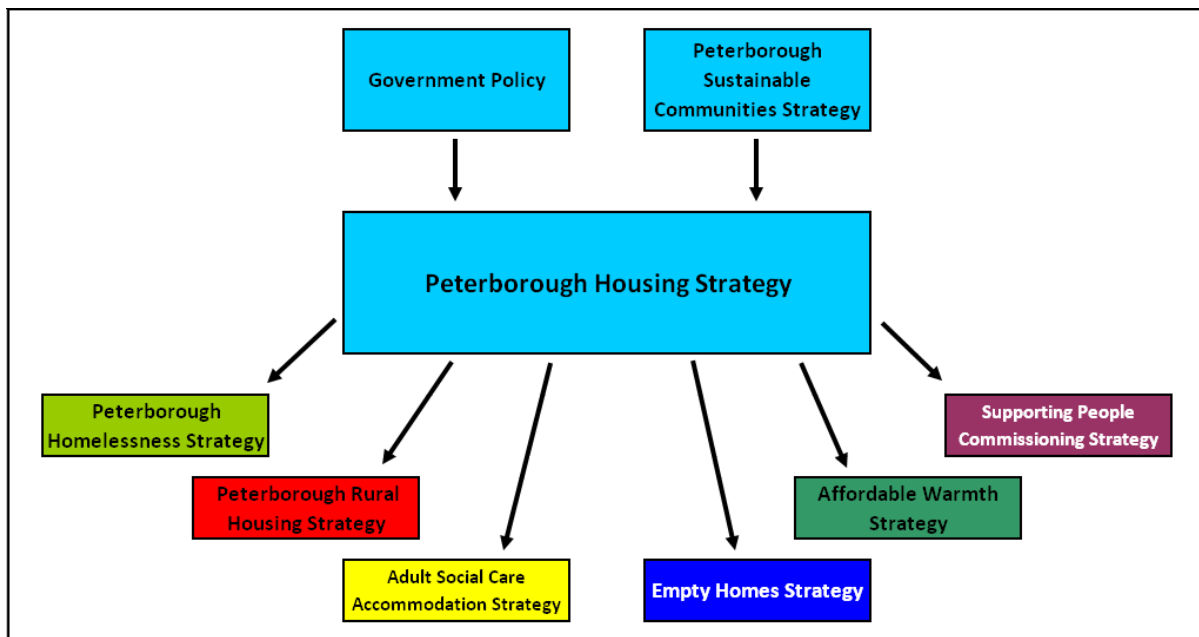 Government Policy
Peterborough
Sustainable
Communities Strategy
Peterborough Housing Strategy
Peterborough
Homelessness Strategy
Supporting People
Commissioning Strategy
Peterborough Rural
Housing Strategy
Affordable Warmth
Strategy
Adult Social Care
Accommodation Strategy
Empty Homes Strategy